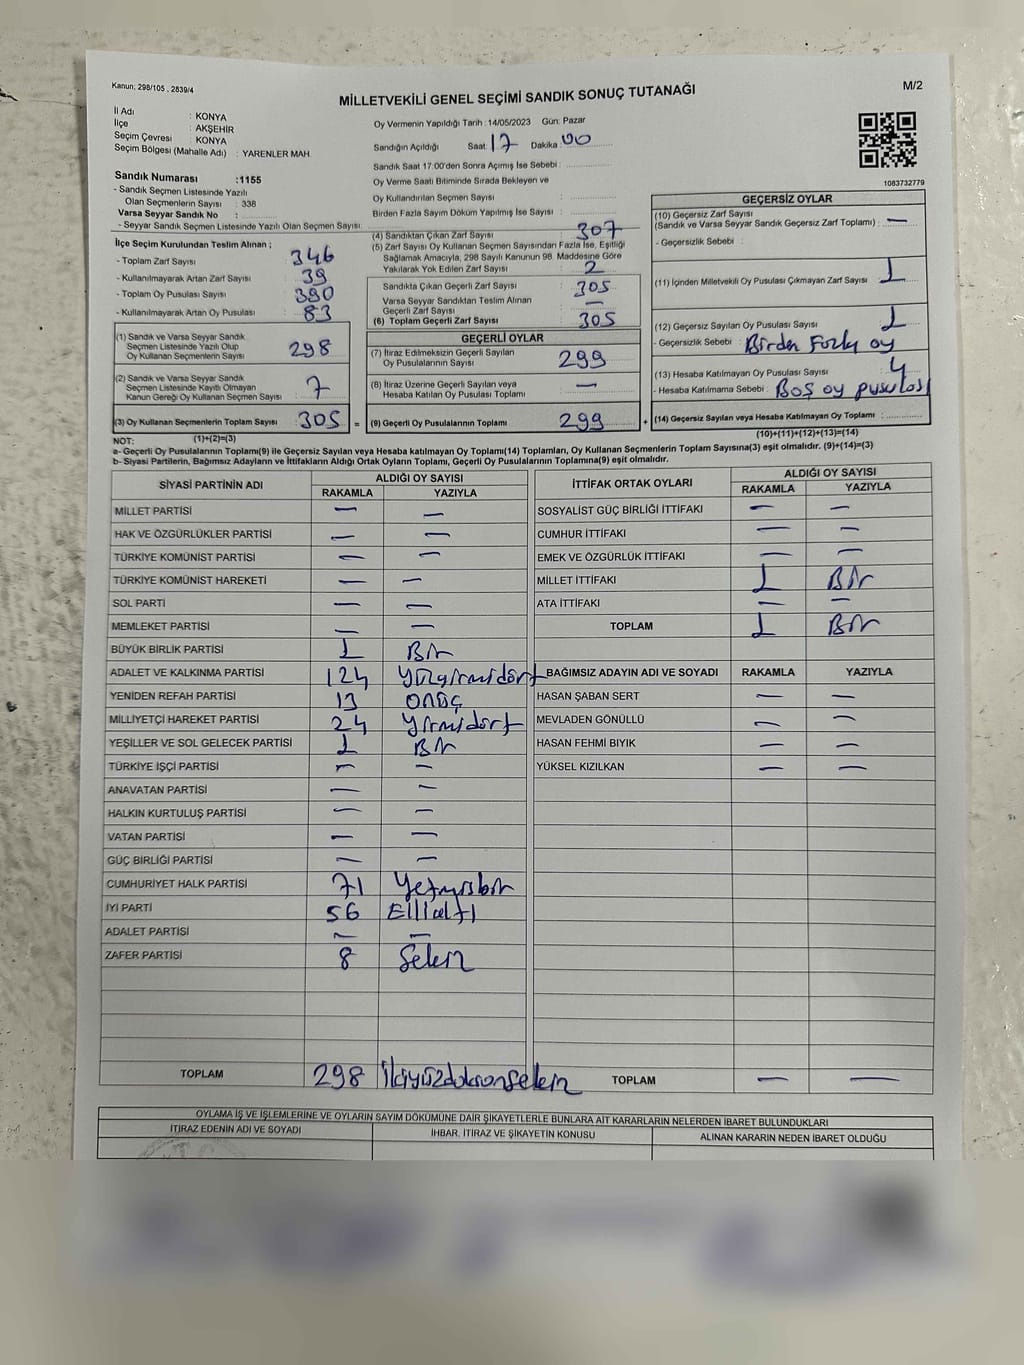 Kanun, 298/105 , 2839/4
M/2
MİLLETVEKİLİ GENEL SEÇİMİ SANDIK SONUÇ TUTANAĞI
İl Adı : KONYA
İlçe : AKŞEHİR
Seçim Çevresi : KONYA
Seçim Bölgesi (Mahalle Adı) : YARENLER MAH.
Sandık Numarası :1155
- Sandık Seçmen Listesinde Yazılı
Olan Seçmenlerin Sayısı : 338
Varsa Seyyar Sandık No :
- Seyyar Sandık Seçmen Listesinde Yazılı Olan Seçmen Sayısı
Oy Vermenin Yapıldığı Tarih :14/05/2023 Gün: Pazar
Sandığın Açıldığı Saat 17 Dakika 00
Sandık Saat 17:00'den Sonra Açılmış İse Sebebi :
Oy Verme Saati Bitiminde Sırada Bekleyen ve
Oy Kullandırılan Seçmen Sayısı :
Birden Fazla Sayım Döküm Yapılmış İse Sayısı :
1083732779
İlçe Seçim Kurulundan Teslim Alınan ;
- Toplam Zarf Sayısı : 346
- Kullanılmayarak Artan Zarf Sayısı : 39
- Toplam Oy Pusulası Sayısı : 390
- Kullanılmayarak Artan Oy Pusulası : 83
(4) Sandıktan Çıkan Zarf Sayısı : 307
(5) Zarf Sayısı Oy Kullanan Seçmen Sayısından Fazla İse, Eşitliği
Sağlamak Amacıyla, 298 Sayılı Kanunun 98. Maddesine Göre
Yakılarak Yok Edilen Zarf Sayısı : 2
Sandıkta Çıkan Geçerli Zarf Sayısı : 305
Varsa Seyyar Sandıktan Teslim Alınan
Geçerli Zarf Sayısı : —
(6) Toplam Geçerli Zarf Sayısı : 305
GEÇERSİZ OYLAR
(10) Geçersiz Zarf Sayısı
(Sandık ve Varsa Seyyar Sandık Geçersiz Zarf Toplamı) : —
- Geçersizlik Sebebi :
(11) İçinden Milletvekili Oy Pusulası Çıkmayan Zarf Sayısı : 1
(12) Geçersiz Sayılan Oy Pusulası Sayısı : 1
- Geçersizlik Sebebi : Birden Fazla oy
(13) Hesaba Katılmayan Oy Pusulası Sayısı : 4
- Hesaba Katılmama Sebebi : Boş oy pusulası
(14) Geçersiz Sayılan veya Hesaba Katılmayan Oy Toplamı :
(10)+(11)+(12)+(13)=(14)
(1) Sandık ve Varsa Seyyar Sandık
Seçmen Listesinde Yazılı Olup
Oy Kullanan Seçmenlerin Sayısı : 298
(2) Sandık ve Varsa Seyyar Sandık
Seçmen Listesinde Kayıtlı Olmayan
Kanun Gereği Oy Kullanan Seçmen Sayısı : 7
(3) Oy Kullanan Seçmenlerin Toplam Sayısı : 305
(1)+(2)=(3)
GEÇERLİ OYLAR
(7) İtiraz Edilmeksizin Geçerli Sayılan
Oy Pusulalarının Sayısı : 299
(8) İtiraz Üzerine Geçerli Sayılan veya
Hesaba Katılan Oy Pusulası Toplamı : —
= (9) Geçerli Oy Pusulalarının Toplamı : 299 +
NOT:
a- Geçerli Oy Pusulalarının Toplamı(9) ile Geçersiz Sayılan veya Hesaba katılmayan Oy Toplamı(14) Toplamları, Oy Kullanan Seçmenlerin Toplam Sayısına(3) eşit olmalıdır. (9)+(14)=(3)
b- Siyasi Partilerin, Bağımsız Adayların ve İttifakların Aldığı Ortak Oyların Toplamı, Geçerli Oy Pusulalarının Toplamına(9) eşit olmalıdır.
SİYASİ PARTİNİN ADI ALDIĞI OY SAYISI
RAKAMLA YAZIYLA
MİLLET PARTİSİ — —
HAK VE ÖZGÜRLÜKLER PARTİSİ — —
TÜRKİYE KOMÜNİST PARTİSİ — —
TÜRKİYE KOMÜNİST HAREKETİ — —
SOL PARTİ — —
MEMLEKET PARTİSİ — —
BÜYÜK BİRLİK PARTİSİ 1 Bir
ADALET VE KALKINMA PARTİSİ 124 Yüzyirmidört
YENİDEN REFAH PARTİSİ 13 onüç
MİLLİYETÇİ HAREKET PARTİSİ 24 Yirmidört
YEŞİLLER VE SOL GELECEK PARTİSİ 1 Bir
TÜRKİYE İŞÇİ PARTİSİ — —
ANAVATAN PARTİSİ — —
HALKIN KURTULUŞ PARTİSİ — —
VATAN PARTİSİ — —
GÜÇ BİRLİĞİ PARTİSİ — —
CUMHURİYET HALK PARTİSİ 71 Yetmişbir
İYİ PARTİ 56 Ellialtı
ADALET PARTİSİ — —
ZAFER PARTİSİ 8 Sekiz
TOPLAM 298 ikiyüzdoksansekiz
İTTİFAK ORTAK OYLARI ALDIĞI OY SAYISI
RAKAMLA YAZIYLA
SOSYALİST GÜÇ BİRLİĞİ İTTİFAKI — —
CUMHUR İTTİFAKI — —
EMEK VE ÖZGÜRLÜK İTTİFAKI — —
MİLLET İTTİFAKI 1 Bir
ATA İTTİFAKI — —
TOPLAM 1 Bir
BAĞIMSIZ ADAYIN ADI VE SOYADI RAKAMLA YAZIYLA
HASAN ŞABAN SERT — —
MEVLADEN GÖNÜLLÜ — —
HASAN FEHMİ BIYIK — —
YÜKSEL KIZILKAN — —
TOPLAM — —
OYLAMA İŞ VE İŞLEMLERİNE VE OYLARIN SAYIM DÖKÜMÜNE DAİR ŞİKAYETLERLE BUNLARA AİT KARARLARIN NELERDEN İBARET BULUNDUKLARI
İTİRAZ EDENİN ADI VE SOYADI İHBAR, İTİRAZ VE ŞİKAYETİN KONUSU ALINAN KARARIN NEDEN İBARET OLDUĞU